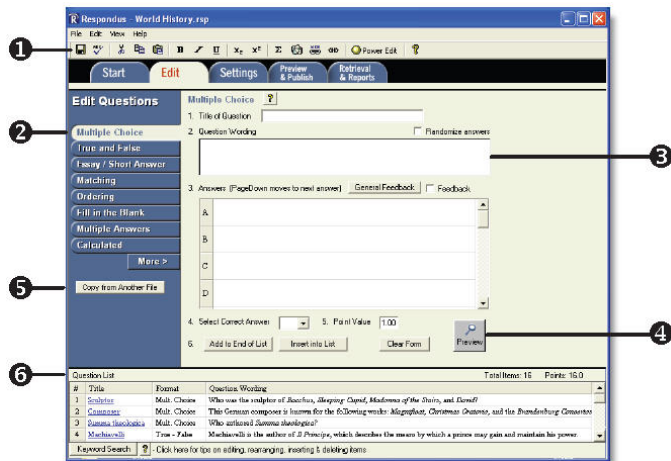 Respondus - World History.rsp
File Edit View Help
1
B I U X₂ X² Σ Power Edit ?
Start Edit Settings Preview & Publish Retrieval & Reports
Edit Questions
Multiple Choice ?
1. Title of Question
2
Multiple Choice
2. Question Wording Randomize answers
True and False
Essay / Short Answer
3
Matching
3. Answers (PageDown moves to next answer) General Feedback Feedback
Ordering
A
Fill in the Blank
Multiple Answers
B
Calculated
More >
C
5
Copy from Another File
D
4. Select Correct Answer 5. Point Value 1.00
4
6. Add to End of List Insert into List Clear Form Preview
6
Question List Total Items: 16 Points: 16.0
# Title Format Question Wording
1 Sculptor Mult. Choice Who was the sculptor of Bacchus, Sleeping Cupid, Madonna of the Stairs, and David?
2 Composer Mult. Choice This German composer is known for the following works: Magnificat, Christmas Oratorio, and the Brandenburg Concertos
3 Summa theologica Mult. Choice Who authored Summa theologica?
4 Machiavelli True - False Machiavelli is the author of Il Principe, which describes the means by which a prince may gain and maintain his power.
Keyword Search ? - Click here for tips on editing, rearranging, inserting & deleting items